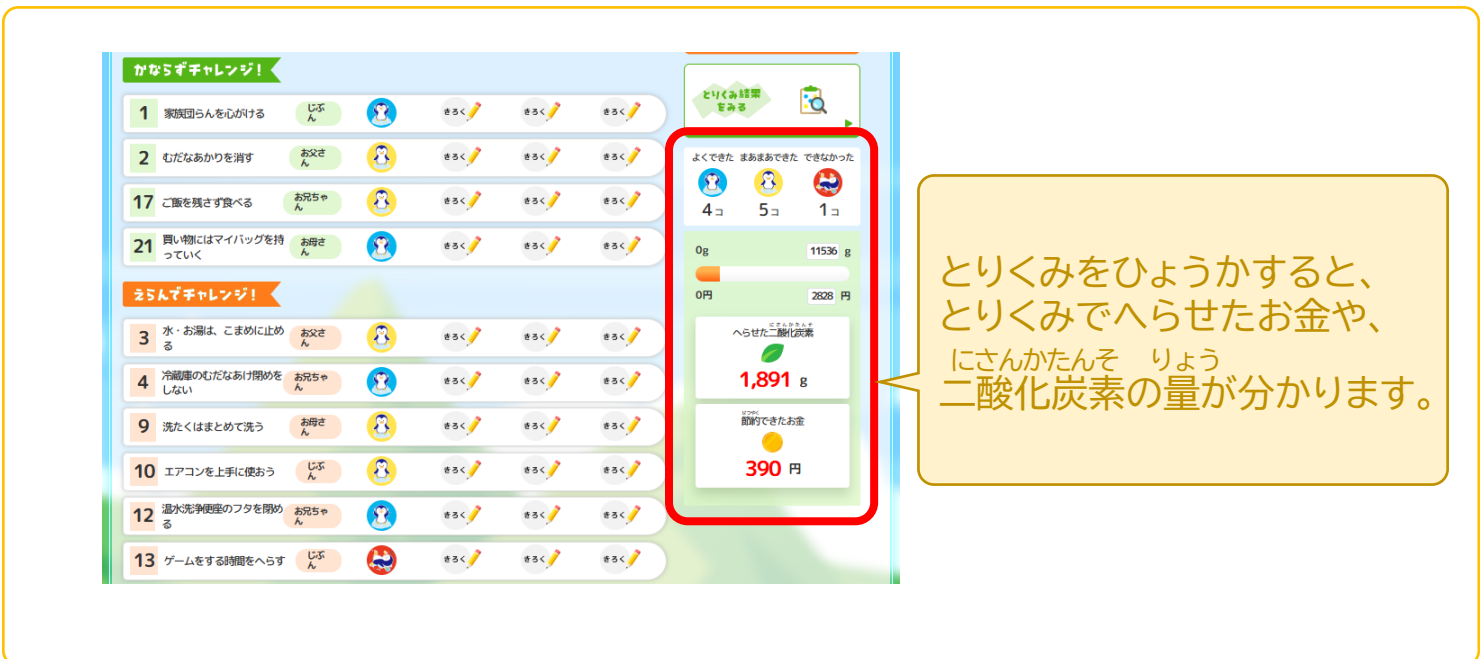 かならずチャレンジ!
1 家族団らんを心がける じぶん きろく きろく きろく
2 むだなあかりを消す お父さん きろく きろく きろく
17 ご飯を残さず食べる お兄ちゃん きろく きろく きろく
21 買い物にはマイバッグを持っていく お母さん きろく きろく きろく
えらんでチャレンジ!
3 水・お湯は、こまめに止める お父さん きろく きろく きろく
4 冷蔵庫のむだなあけ閉めをしない お兄ちゃん きろく きろく きろく
9 洗たくはまとめて洗う お母さん きろく きろく きろく
10 エアコンを上手に使おう じぶん きろく きろく きろく
12 温水洗浄便座のフタを閉める お兄ちゃん きろく きろく きろく
13 ゲームをする時間をへらす じぶん きろく きろく きろく
とりくみ結果
をみる
よくできた まあまあできた できなかった
4コ 5コ 1コ
0g 11536 g
0円 2828 円
にさんかたんそ
へらせた二酸化炭素
1,891 g
せつやく
節約できたお金
390 円
とりくみをひょうかすると、
とりくみでへらせたお金や、
にさんかたんそ りょう
二酸化炭素の量が分かります。